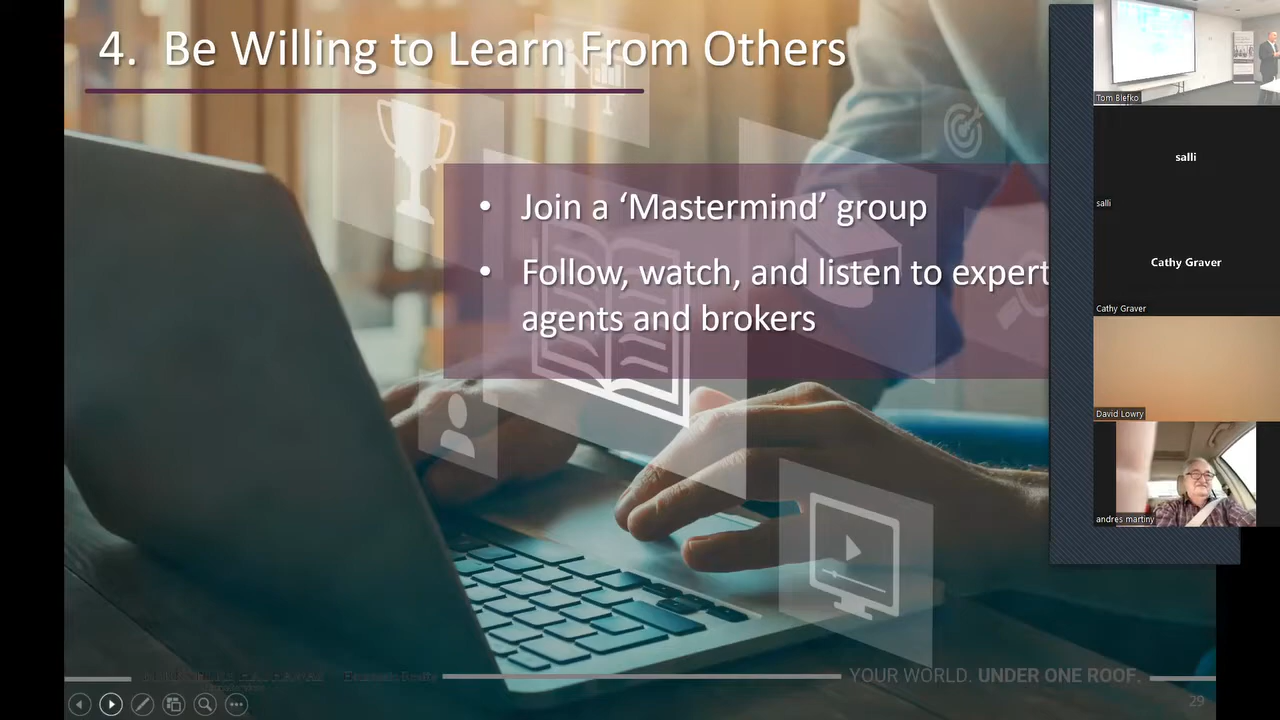 4. Be Willing to Learn From Others
• Join a ‘Mastermind’ group
• Follow, watch, and listen to expert
agents and brokers
YOUR WORLD. UNDER ONE ROOF.
29
Tom Blefko
salli
salli
Cathy Graver
Cathy Graver
David Lowry
andres martiny